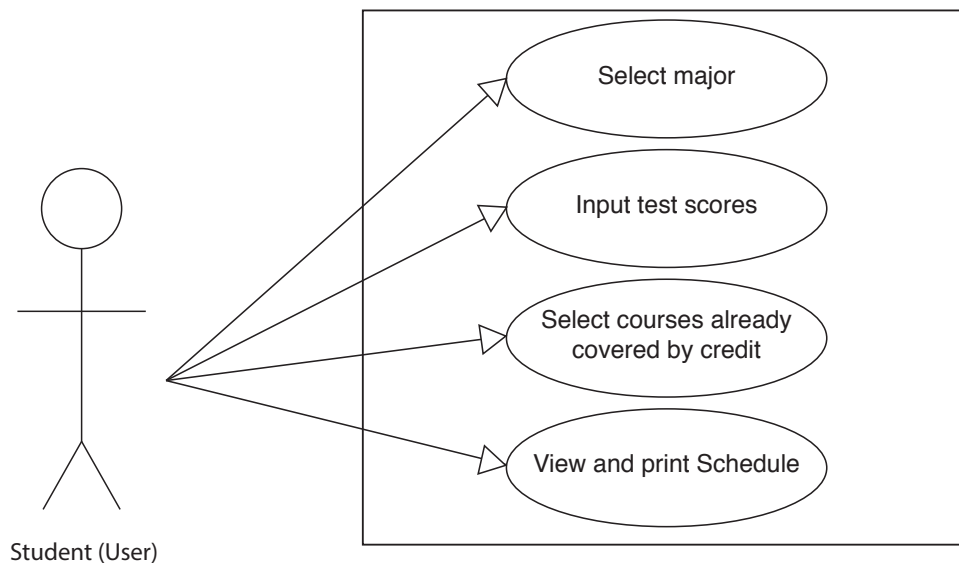 Select major
Input test scores
Select courses already
covered by credit
View and print Schedule
Student (User)